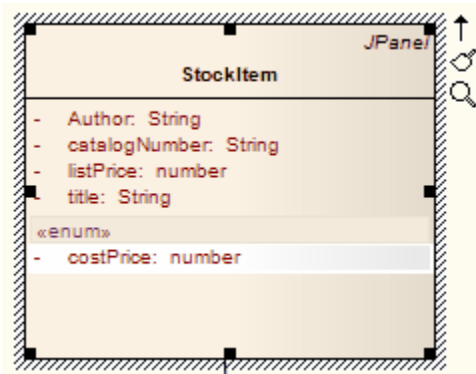 JPanel
StockItem
- Author: String
- catalogNumber: String
- listPrice: number
- title: String
«enum»
- costPrice: number